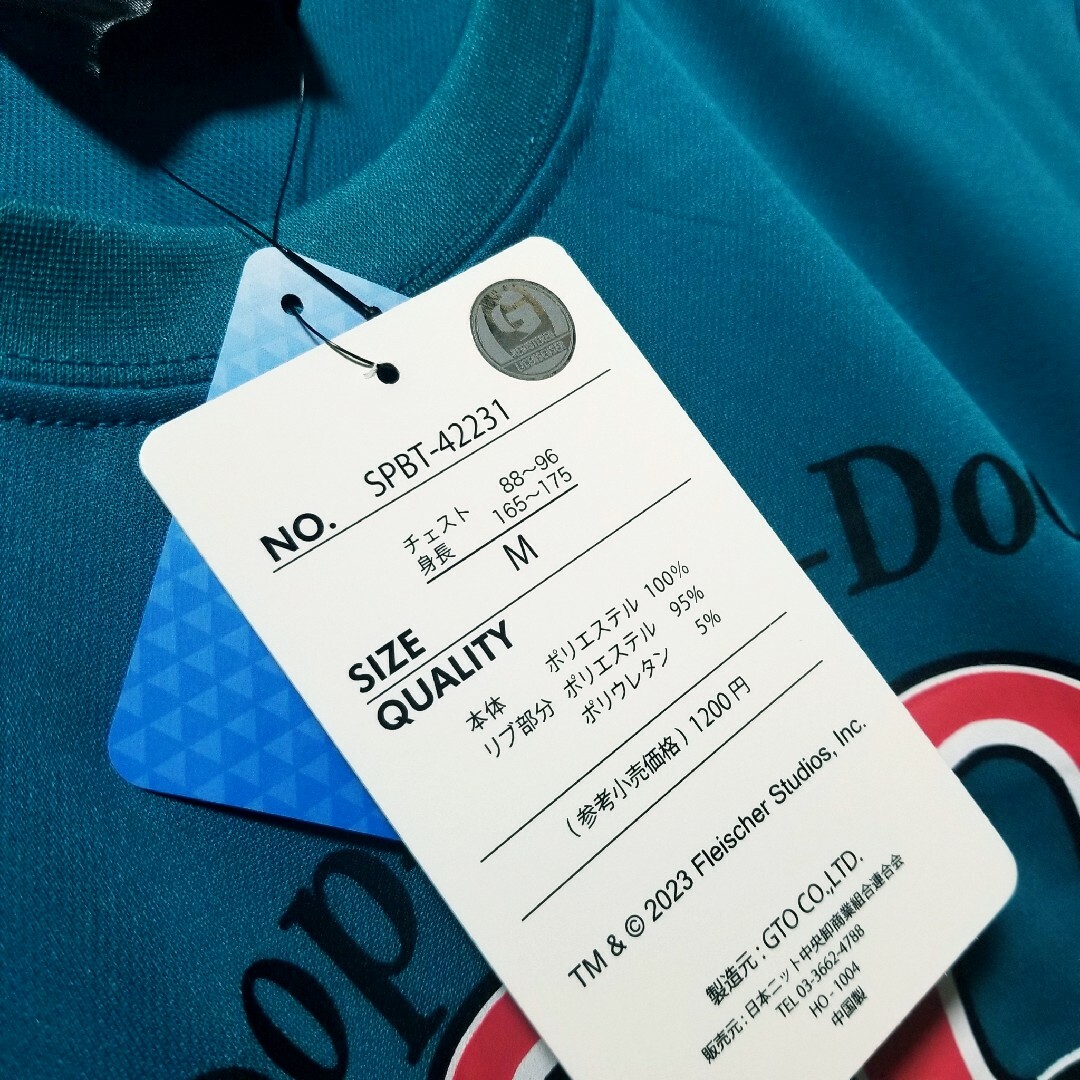 NO. SPBT-42231
チェスト 88〜96
身長 165〜175
SIZE M
QUALITY
本体 ポリエステル 100%
リブ部分 ポリエステル 95%
ポリウレタン 5%
(参考小売価格) 1200円
TM & © 2023 Fleischer Studios, Inc.
製造元 : GTO CO.,LTD.
販売元 : 日本ニット中央卸商業組合連合会
TEL 03-3662-4788
HO - 1004
中国製